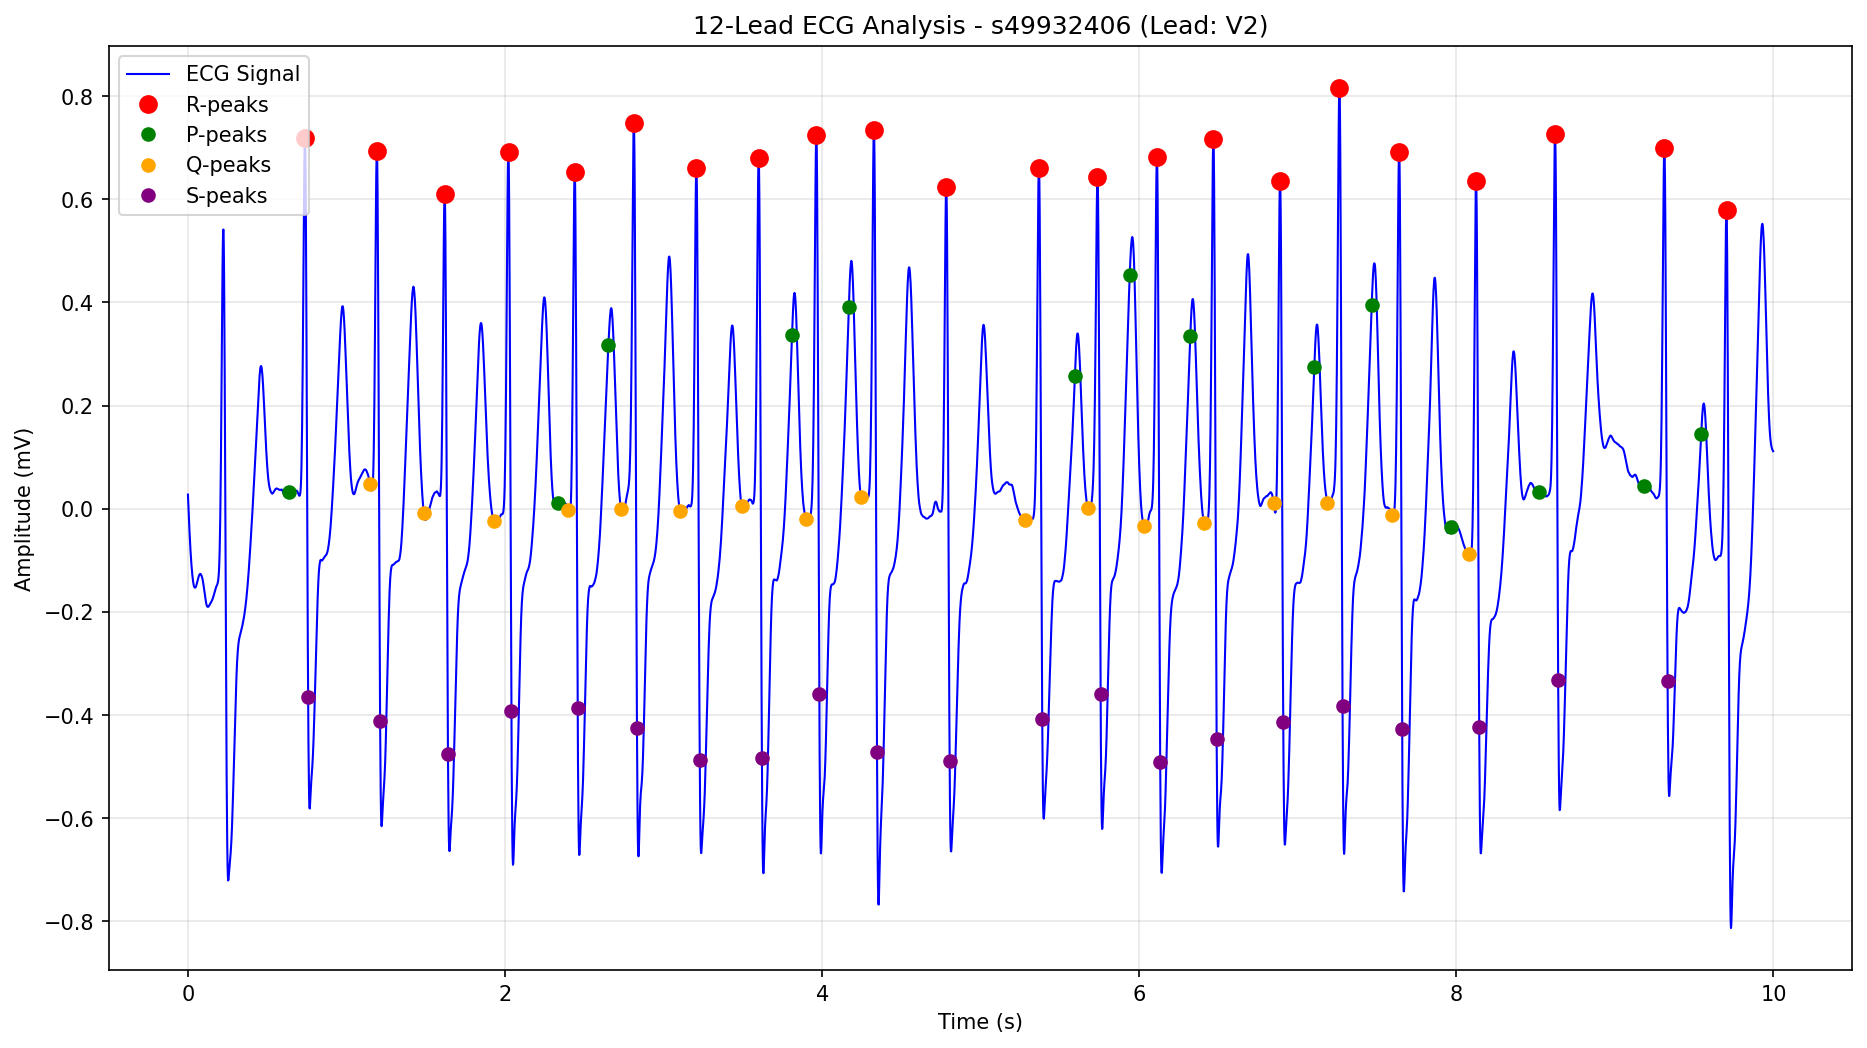 12-Lead ECG Analysis - s49932406 (Lead: V2)
ECG Signal
R-peaks
P-peaks
Q-peaks
S-peaks
Amplitude (mV)
0.8
0.6
0.4
0.2
0.0
−0.2
−0.4
−0.6
−0.8
0 2 4 6 8 10
Time (s)